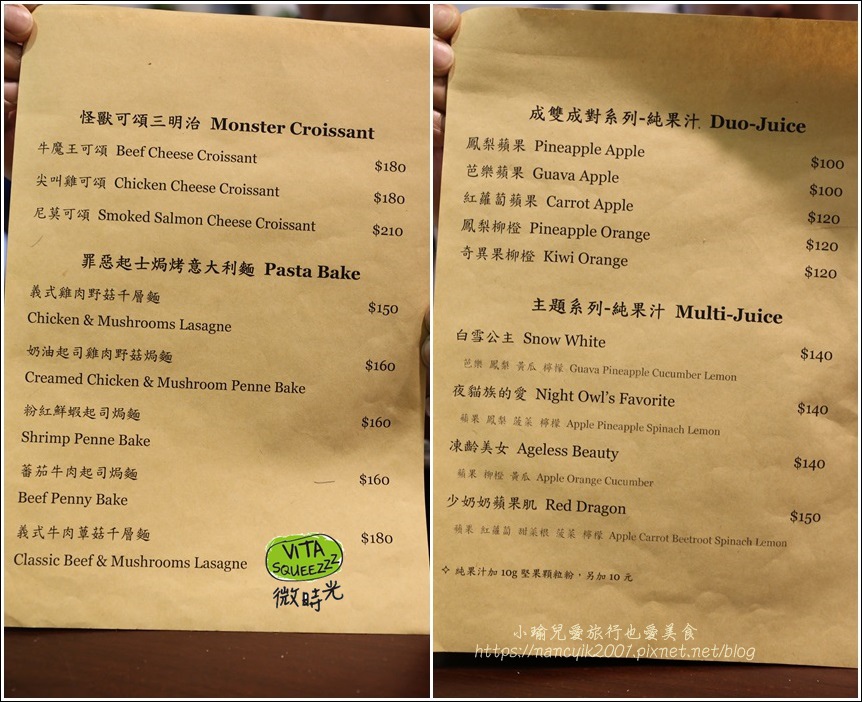 怪獸可頌三明治 Monster Croissant
牛魔王可頌 Beef Cheese Croissant $180
尖叫雞可頌 Chicken Cheese Croissant $180
尼莫可頌 Smoked Salmon Cheese Croissant $210
罪惡起士焗烤意大利麵 Pasta Bake
義式雞肉野菇千層麵 $150
Chicken & Mushrooms Lasagne
奶油起司雞肉野菇焗麵 $160
Creamed Chicken & Mushroom Penne Bake
粉紅鮮蝦起司焗麵 $160
Shrimp Penne Bake
蕃茄牛肉起司焗麵 $160
Beef Penny Bake
義式牛肉蕈菇千層麵 $180
Classic Beef & Mushrooms Lasagne
VITA
SQUEEZZZ
微時光
成雙成對系列-純果汁 Duo-Juice
鳳梨蘋果 Pineapple Apple $100
芭樂蘋果 Guava Apple $100
紅蘿蔔蘋果 Carrot Apple $120
鳳梨柳橙 Pineapple Orange $120
奇異果柳橙 Kiwi Orange $120
主題系列-純果汁 Multi-Juice
白雪公主 Snow White $140
芭樂 鳳梨 黃瓜 檸檬 Guava Pineapple Cucumber Lemon
夜貓族的愛 Night Owl's Favorite $140
蘋果 鳳梨 菠菜 檸檬 Apple Pineapple Spinach Lemon
凍齡美女 Ageless Beauty $140
蘋果 柳橙 黃瓜 Apple Orange Cucumber
少奶奶蘋果肌 Red Dragon $150
蘋果 紅蘿蔔 甜菜根 菠菜 檸檬 Apple Carrot Beetroot Spinach Lemon
✧ 純果汁加 10g 堅果顆粒粉，另加 10 元
小瑜兒愛旅行也愛美食
https://nancyik2001.pixnet.net/blog